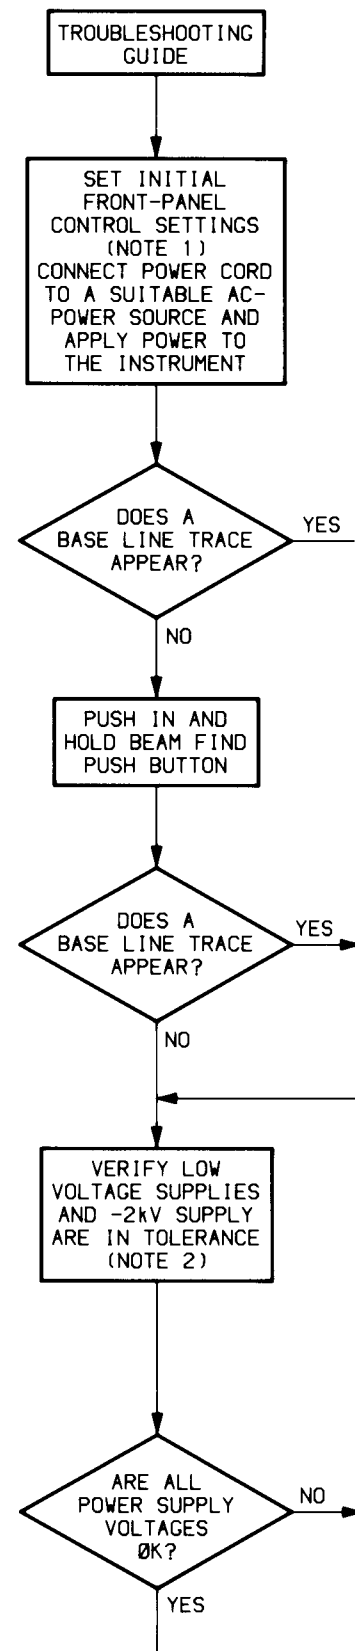 TROUBLESHOOTING
GUIDE
SET INITIAL
FRONT-PANEL
CONTROL SETTINGS
(NOTE 1)
CONNECT POWER CORD
TO A SUITABLE AC-
POWER SOURCE AND
APPLY POWER TO
THE INSTRUMENT
DOES A
BASE LINE TRACE
APPEAR?
YES
NO
PUSH IN AND
HOLD BEAM FIND
PUSH BUTTON
DOES A
BASE LINE TRACE
APPEAR?
YES
NO
VERIFY LOW
VOLTAGE SUPPLIES
AND -2kV SUPPLY
ARE IN TOLERANCE
(NOTE 2)
ARE ALL
POWER SUPPLY
VOLTAGES
ØK?
NO
YES